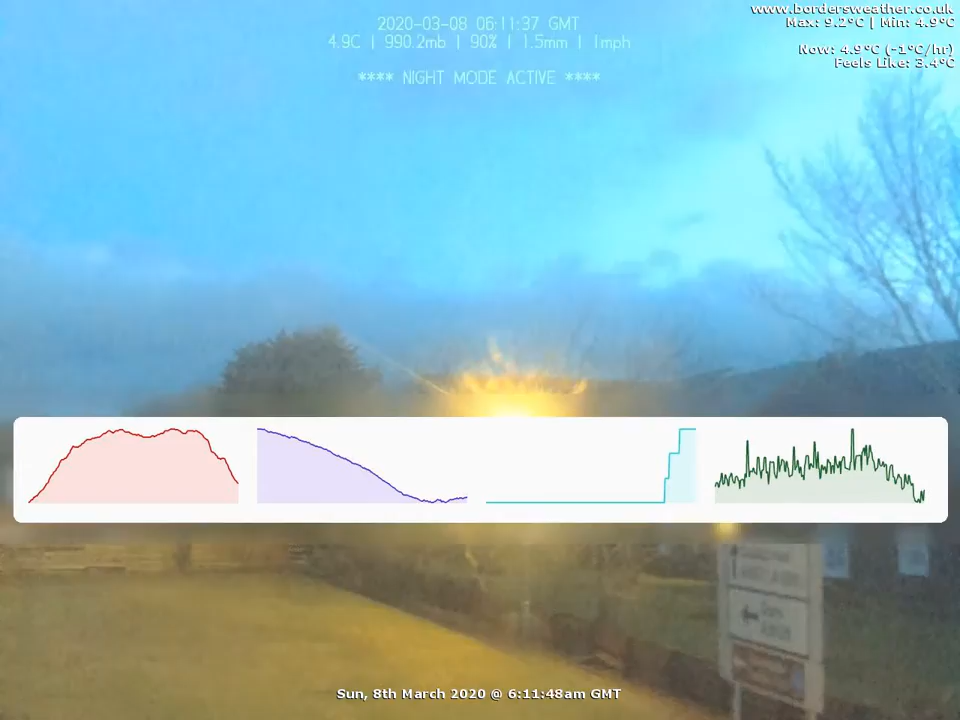 www.bordersweather.co.uk
Max: 9.2°C | Min: 4.9°C
Now: 4.9°C (-1°C/hr)
Feels Like: 3.4°C
2020-03-08 06:11:37 GMT
4.9C | 990.2mb | 90% | 1.5mm | 1mph
**** NIGHT MODE ACTIVE ****
Sun, 8th March 2020 @ 6:11:48am GMT